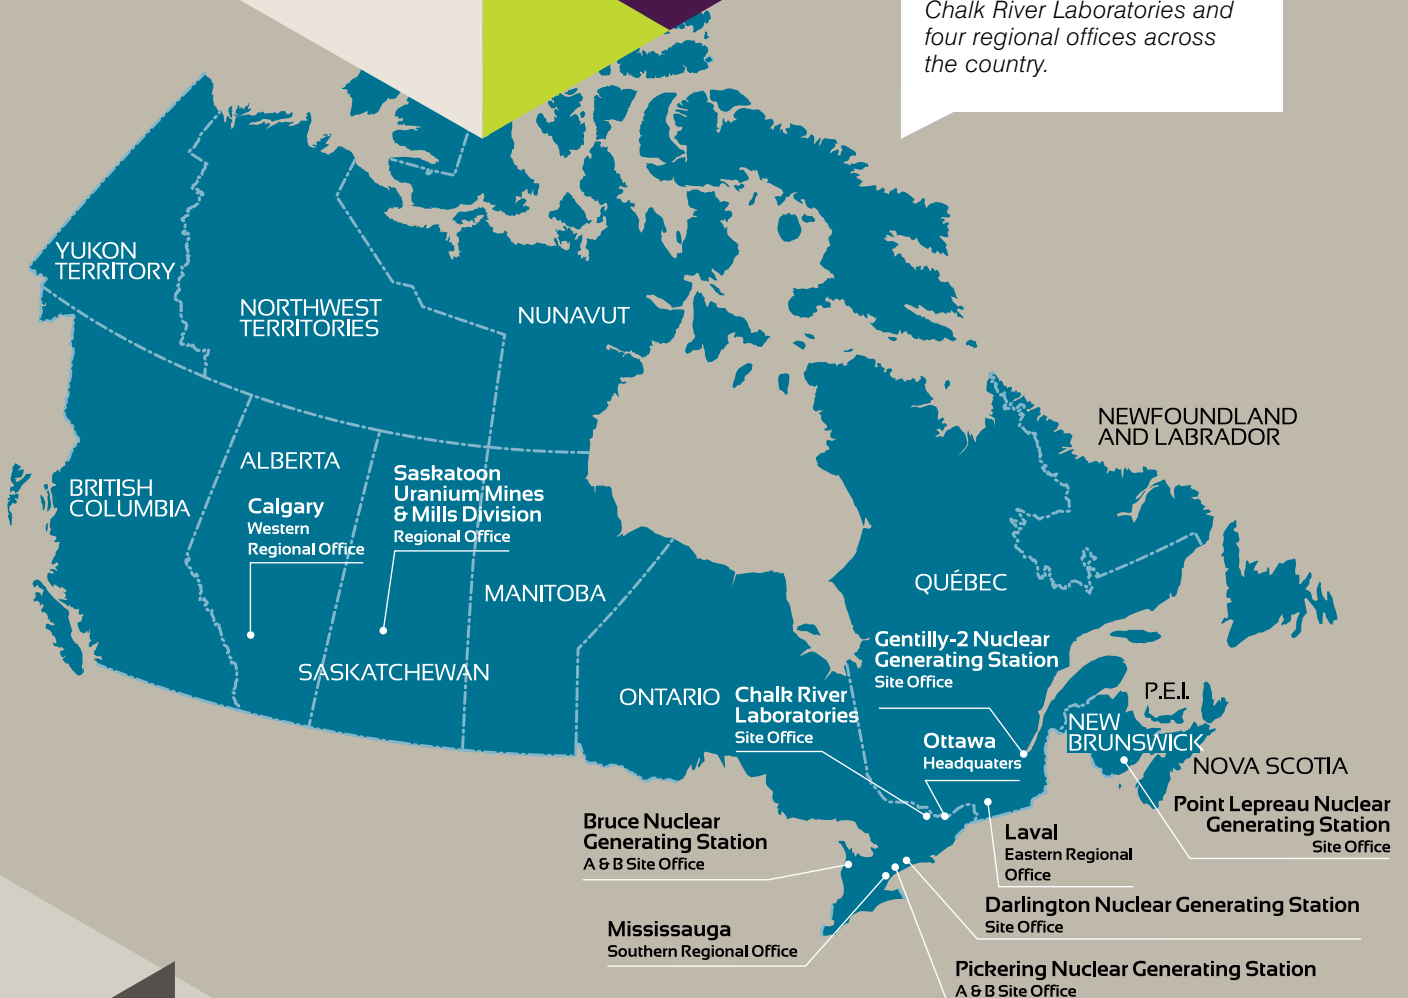 Chalk River Laboratories and
four regional offices across
the country.
YUKON
TERRITORY
NORTHWEST
TERRITORIES
NUNAVUT
NEWFOUNDLAND
AND LABRADOR
BRITISH
COLUMBIA
ALBERTA
Calgary
Western
Regional Office
Saskatoon
Uranium Mines
& Mills Division
Regional Office
MANITOBA
SASKATCHEWAN
ONTARIO
QUÉBEC
Gentilly-2 Nuclear
Generating Station
Site Office
Chalk River
Laboratories
Site Office
Ottawa
Headquaters
P.E.I.
NEW
BRUNSWICK
NOVA SCOTIA
Point Lepreau Nuclear
Generating Station
Site Office
Bruce Nuclear
Generating Station
A & B Site Office
Laval
Eastern Regional
Office
Mississauga
Southern Regional Office
Darlington Nuclear Generating Station
Site Office
Pickering Nuclear Generating Station
A & B Site Office